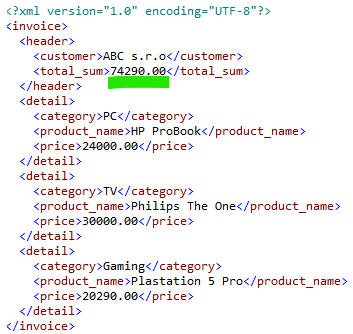 <?xml version="1.0" encoding="UTF-8"?>
<invoice>
<header>
<customer>ABC s.r.o</customer>
<total_sum>74290.00</total_sum>
</header>
<detail>
<category>PC</category>
<product_name>HP ProBook</product_name>
<price>24000.00</price>
</detail>
<detail>
<category>TV</category>
<product_name>Philips The One</product_name>
<price>30000.00</price>
</detail>
<detail>
<category>Gaming</category>
<product_name>Plastation 5 Pro</product_name>
<price>20290.00</price>
</detail>
</invoice>